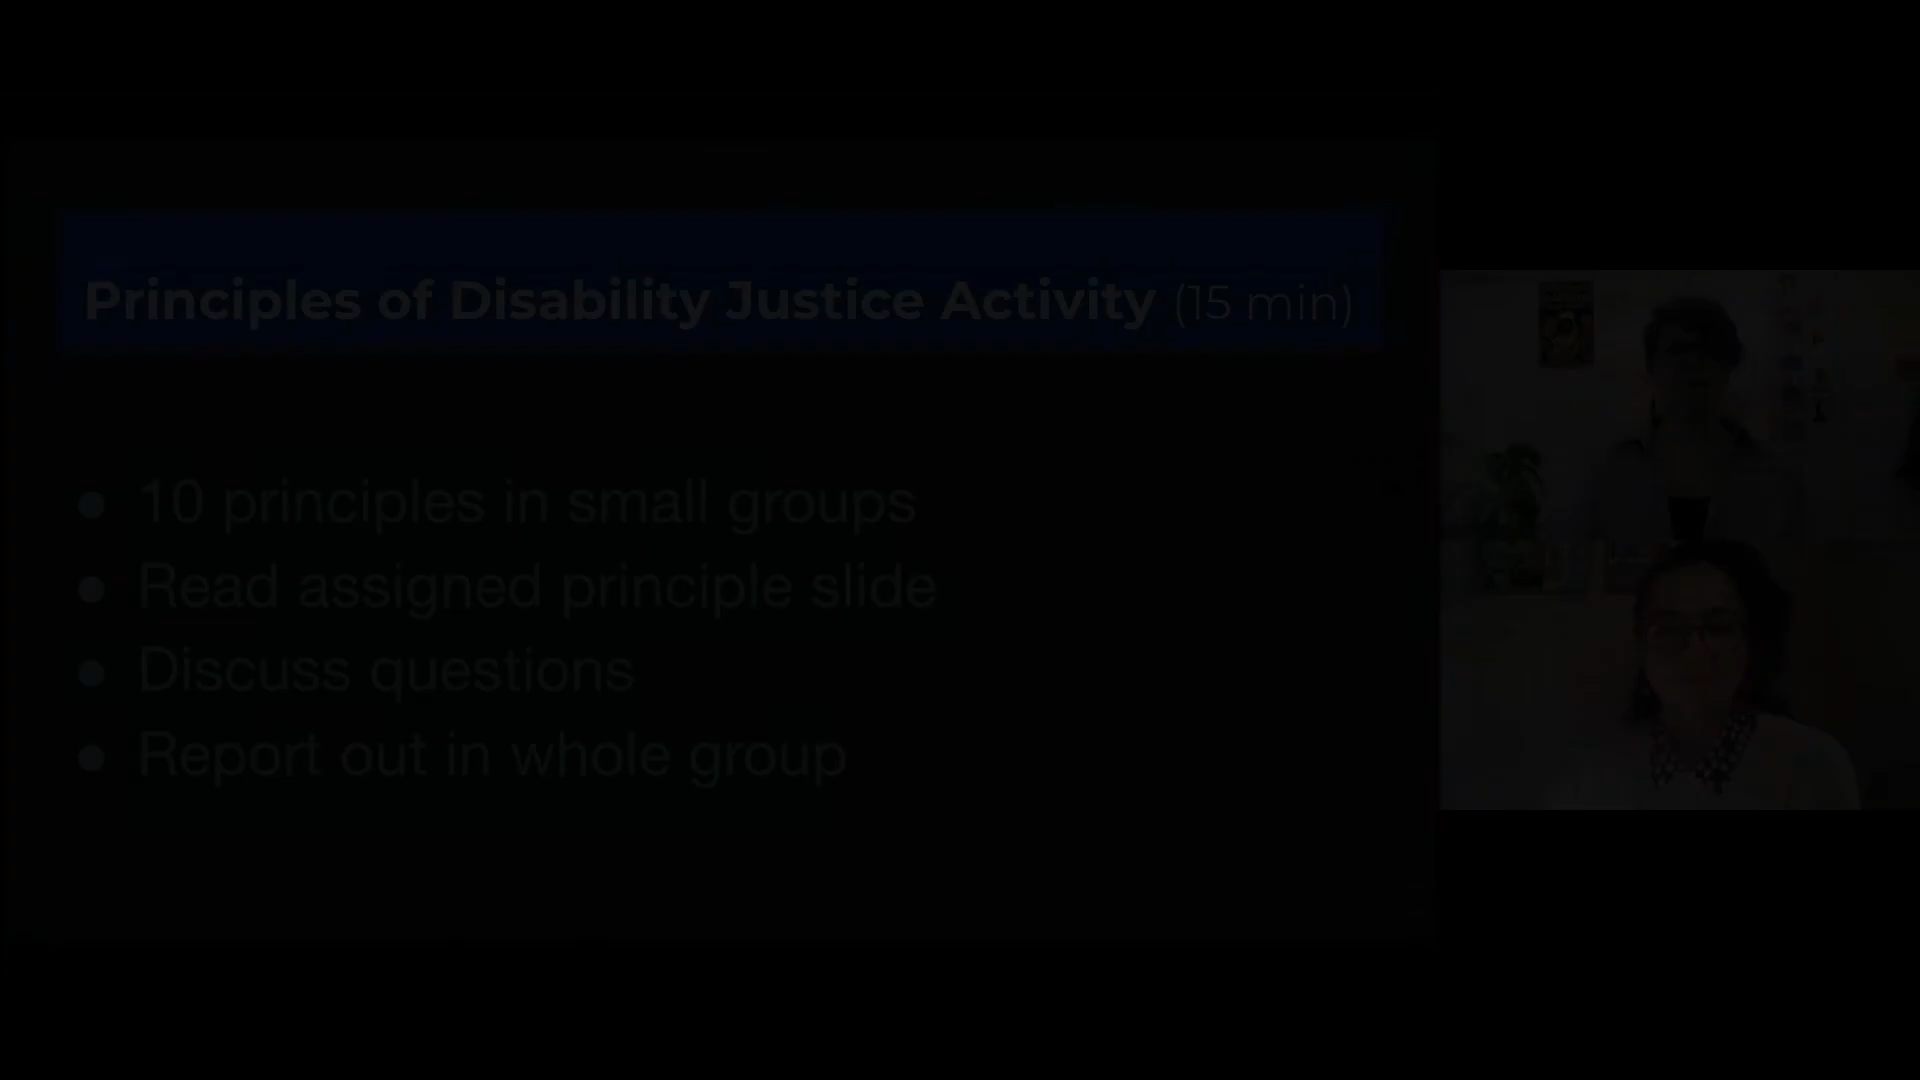 Principles of Disability Justice Activity (15 min)
● 10 principles in small groups
● Read assigned principle slide
● Discuss questions
● Report out in whole group